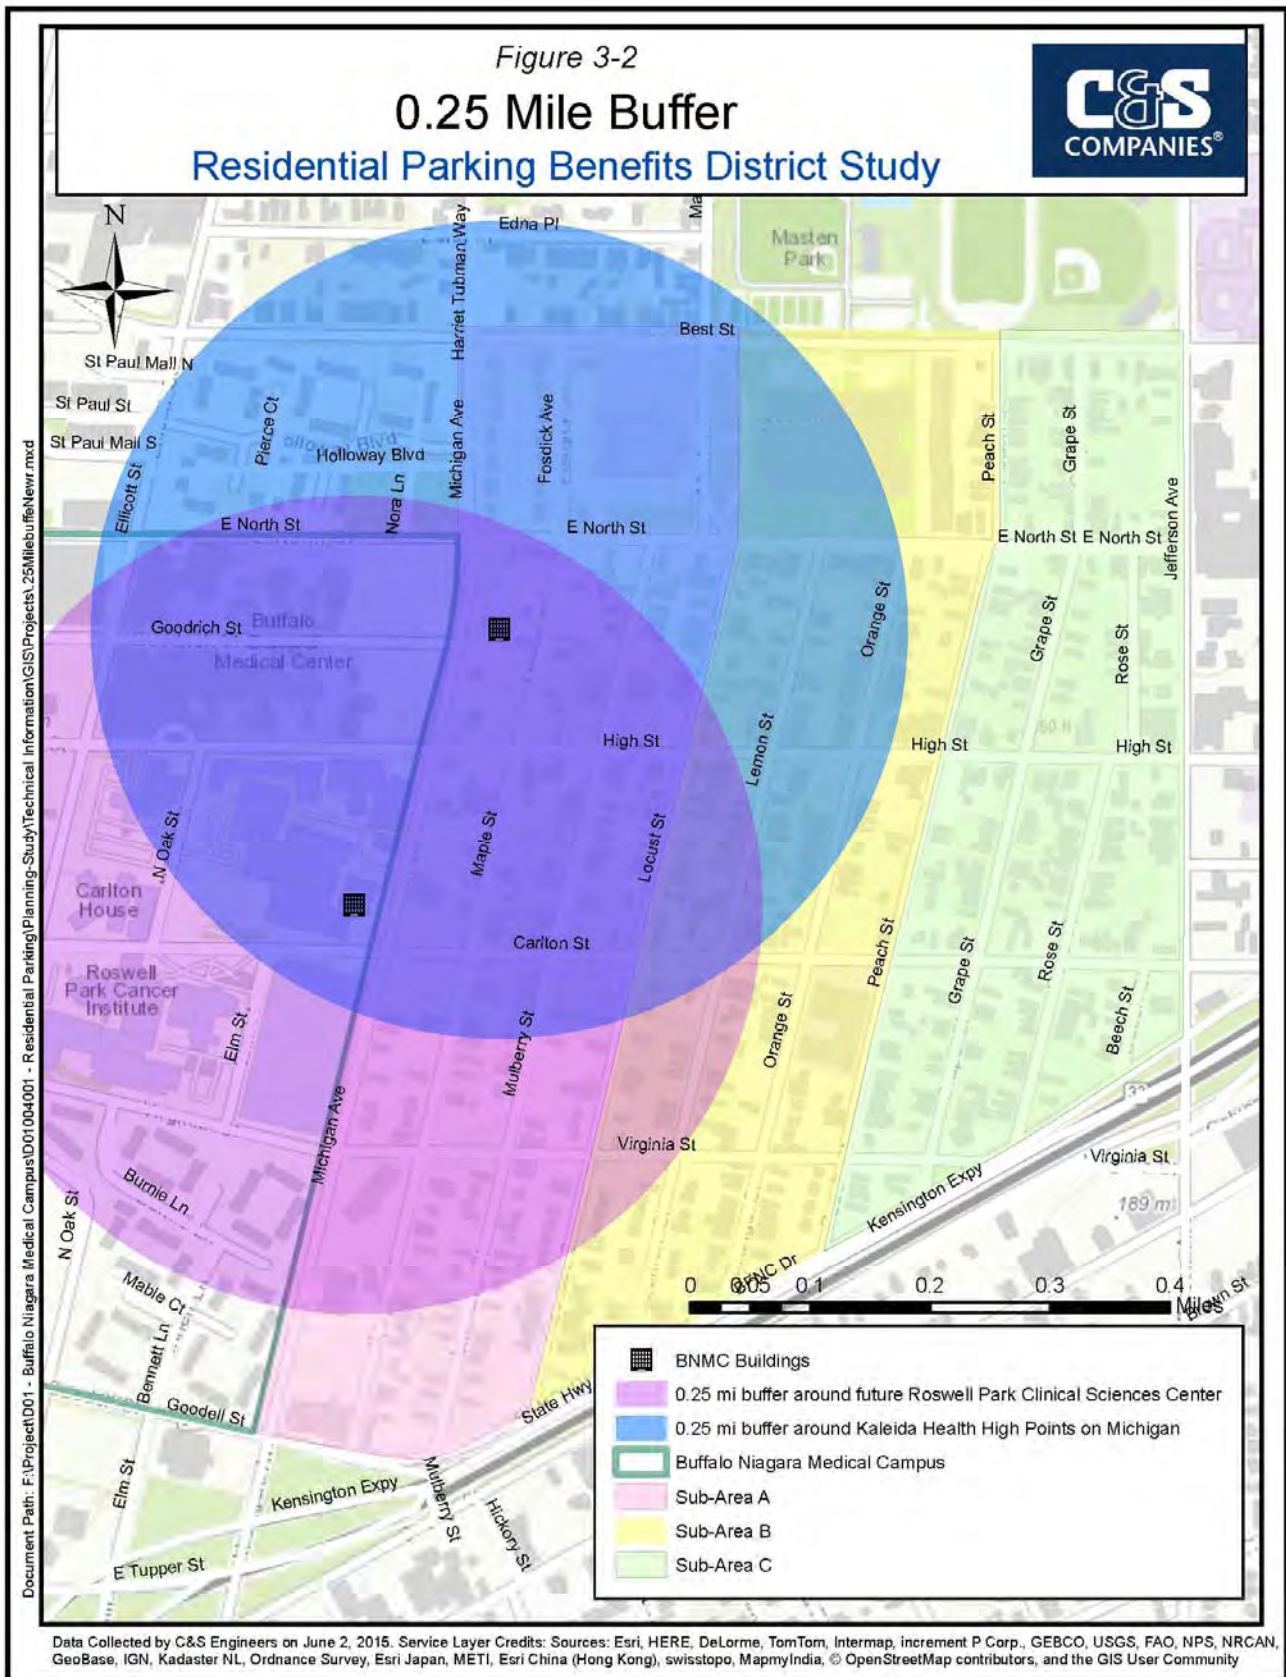 Figure 3-2
0.25 Mile Buffer
Residential Parking Benefits District Study
C&S
COMPANIES®
N
Edna Pl
Harriet Tubman Way
Ma
Masten
Park
Best St
St Paul Mall N
St Paul St
St Paul Mall S
Pierce Ct
Holloway Blvd
olloway Blvd
Michigan Ave
Fosdick Ave
Peach St
Grape St
Ellicott St
Nora Ln
Jefferson Ave
E North St
E North St
E North St
E North St
Goodrich St
Buffalo
Medical Center
Orange St
Grape St
Rose St
60 ft
High St
High St
High St
Lemon St
N Oak St
Maple St
Locust St
Carlton
House
Carlton St
Peach St
Grape St
Rose St
Roswell
Park Cancer
Institute
Elm St
Mulberry St
Orange St
Beech St
33
Michigan Ave
Virginia St
Virginia St
Burnie Ln
N Oak St
Kensington Expy
189 m
Mable Ct
Bennett Ln
BFNC Dr
0 0.05 0.1 0.2 0.3 0.4
Miles
Brown St
Goodell St
State Hwy
Elm St
Kensington Expy
Mulberry St
Hickory St
E Tupper St
BNMC Buildings
0.25 mi buffer around future Roswell Park Clinical Sciences Center
0.25 mi buffer around Kaleida Health High Points on Michigan
Buffalo Niagara Medical Campus
Sub-Area A
Sub-Area B
Sub-Area C
Document Path: F:\Project\D01 - Buffalo Niagara Medical Campus\D01004001 - Residential Parking\Planning-Study\Technical Information\GIS\Projects\.25MilebuffeNewr.mxd
Data Collected by C&S Engineers on June 2, 2015. Service Layer Credits: Sources: Esri, HERE, DeLorme, TomTom, Intermap, increment P Corp., GEBCO, USGS, FAO, NPS, NRCAN,
GeoBase, IGN, Kadaster NL, Ordnance Survey, Esri Japan, METI, Esri China (Hong Kong), swisstopo, MapmyIndia, © OpenStreetMap contributors, and the GIS User Community